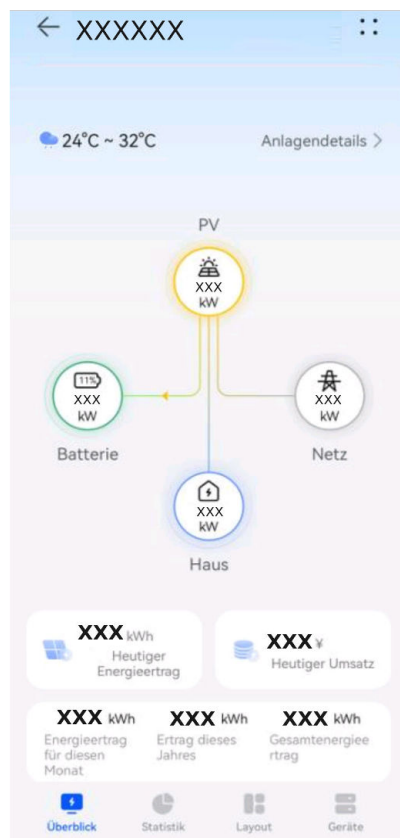 XXXXXX
24°C ~ 32°C
Anlagendetails
PV
XXX
kW
11%
XXX
kW
XXX
kW
Batterie
Netz
XXX
kW
Haus
XXX kWh
Heutiger
Energieertrag
XXX ¥
Heutiger Umsatz
XXX kWh
Energieertrag
für diesen
Monat
XXX kWh
Ertrag dieses
Jahres
XXX kWh
Gesamtenergiee
rtrag
Überblick
Statistik
Layout
Geräte